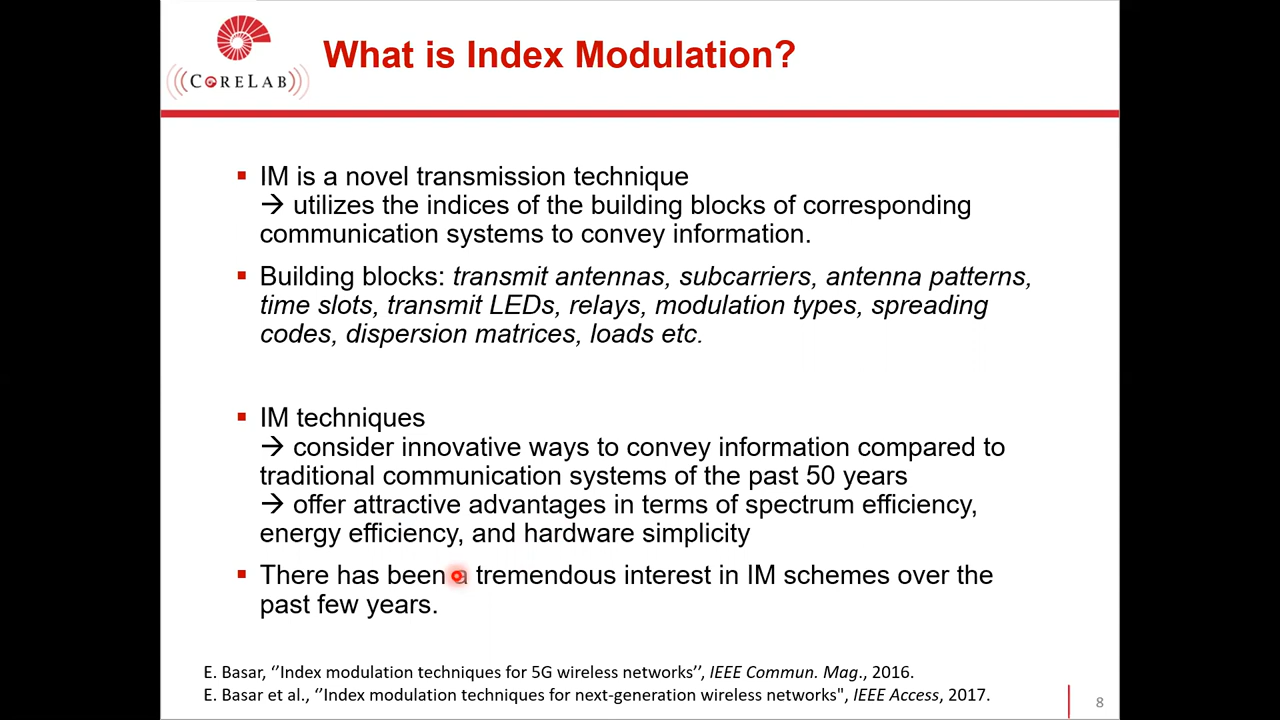 CORELAB
What is Index Modulation?
▪ IM is a novel transmission technique
→ utilizes the indices of the building blocks of corresponding
communication systems to convey information.
▪ Building blocks: transmit antennas, subcarriers, antenna patterns,
time slots, transmit LEDs, relays, modulation types, spreading
codes, dispersion matrices, loads etc.
▪ IM techniques
→ consider innovative ways to convey information compared to
traditional communication systems of the past 50 years
→ offer attractive advantages in terms of spectrum efficiency,
energy efficiency, and hardware simplicity
▪ There has been a tremendous interest in IM schemes over the
past few years.
E. Basar, ‘’Index modulation techniques for 5G wireless networks’’, IEEE Commun. Mag., 2016.
E. Basar et al., ‘’Index modulation techniques for next-generation wireless networks", IEEE Access, 2017.
8